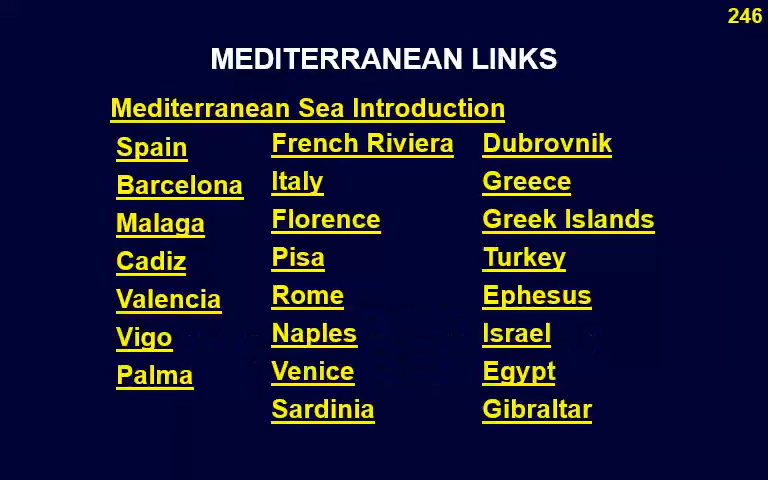 246
MEDITERRANEAN LINKS
Mediterranean Sea Introduction
Spain
Barcelona
Malaga
Cadiz
Valencia
Vigo
Palma
French Riviera
Italy
Florence
Pisa
Rome
Naples
Venice
Sardinia
Dubrovnik
Greece
Greek Islands
Turkey
Ephesus
Israel
Egypt
Gibraltar